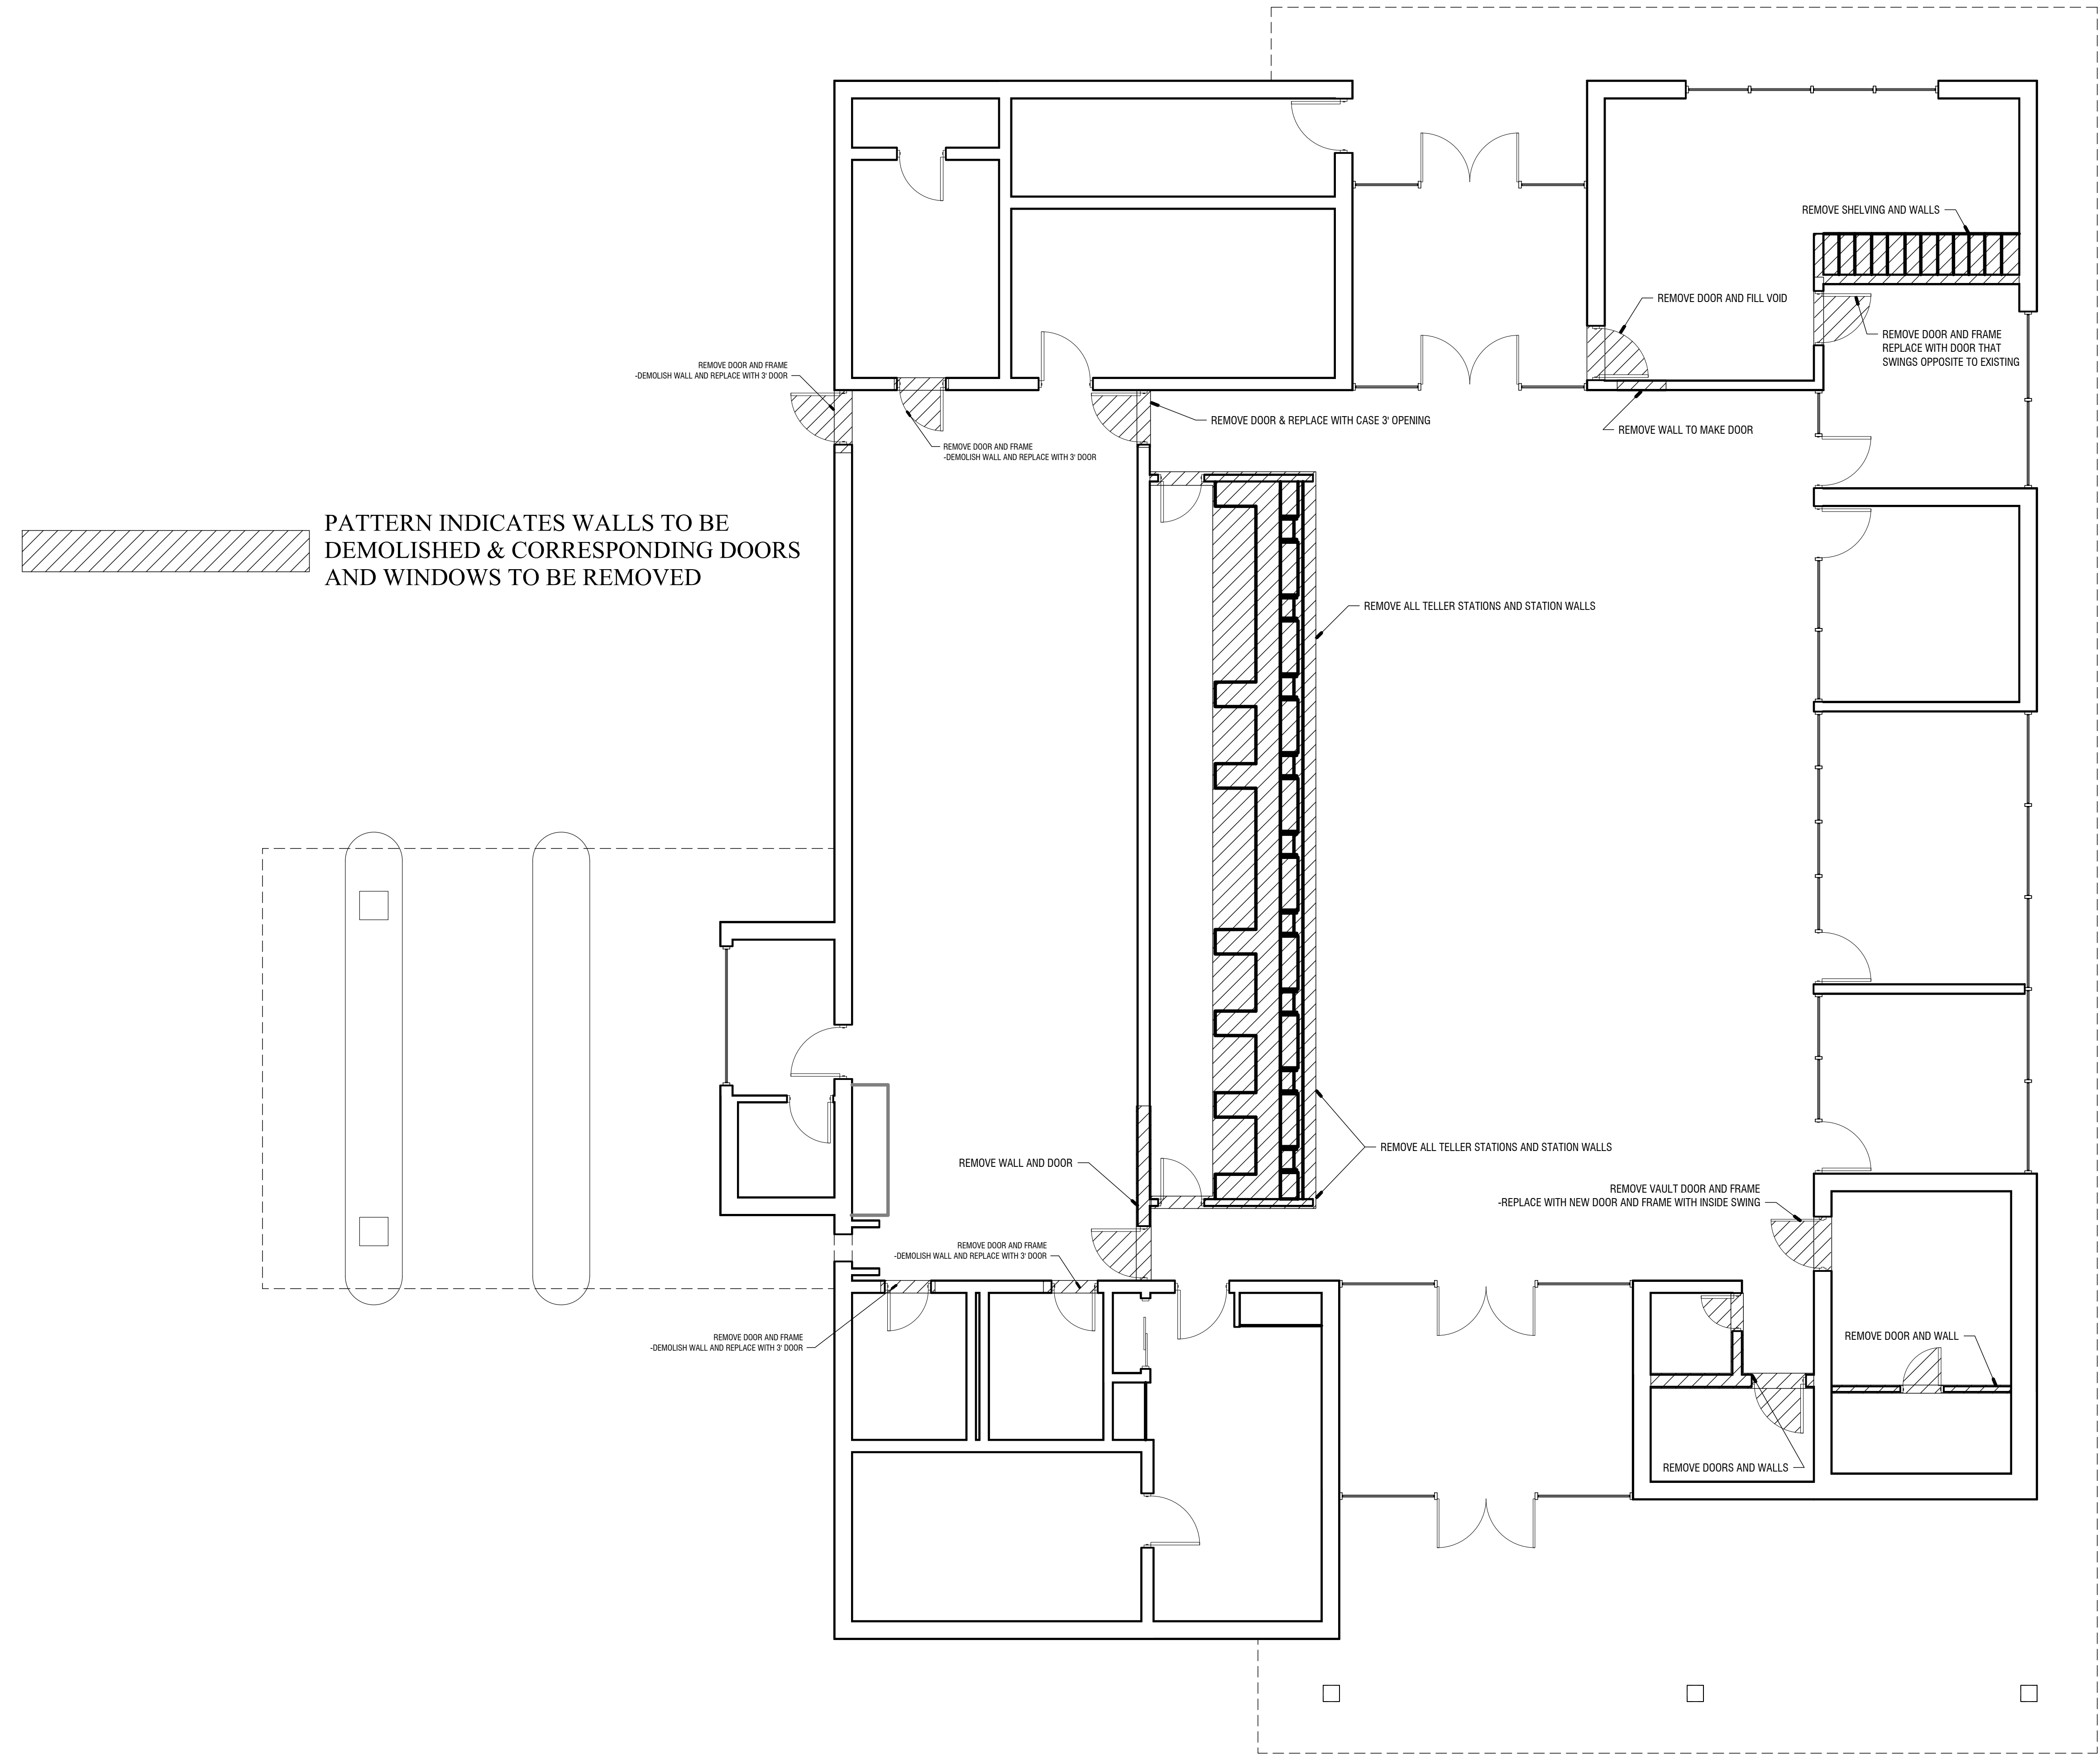 REMOVE SHELVING AND WALLS
REMOVE DOOR AND FILL VOID
REMOVE DOOR AND FRAME
REPLACE WITH DOOR THAT
SWINGS OPPOSITE TO EXISTING
REMOVE DOOR AND FRAME
-DEMOLISH WALL AND REPLACE WITH 3' DOOR
REMOVE DOOR & REPLACE WITH CASE 3' OPENING
REMOVE WALL TO MAKE DOOR
REMOVE DOOR AND FRAME
-DEMOLISH WALL AND REPLACE WITH 3' DOOR
PATTERN INDICATES WALLS TO BE
DEMOLISHED & CORRESPONDING DOORS
AND WINDOWS TO BE REMOVED
REMOVE ALL TELLER STATIONS AND STATION WALLS
REMOVE ALL TELLER STATIONS AND STATION WALLS
REMOVE WALL AND DOOR
REMOVE VAULT DOOR AND FRAME
-REPLACE WITH NEW DOOR AND FRAME WITH INSIDE SWING
REMOVE DOOR AND FRAME
-DEMOLISH WALL AND REPLACE WITH 3' DOOR
REMOVE DOOR AND FRAME
-DEMOLISH WALL AND REPLACE WITH 3' DOOR
REMOVE DOOR AND WALL
REMOVE DOORS AND WALLS